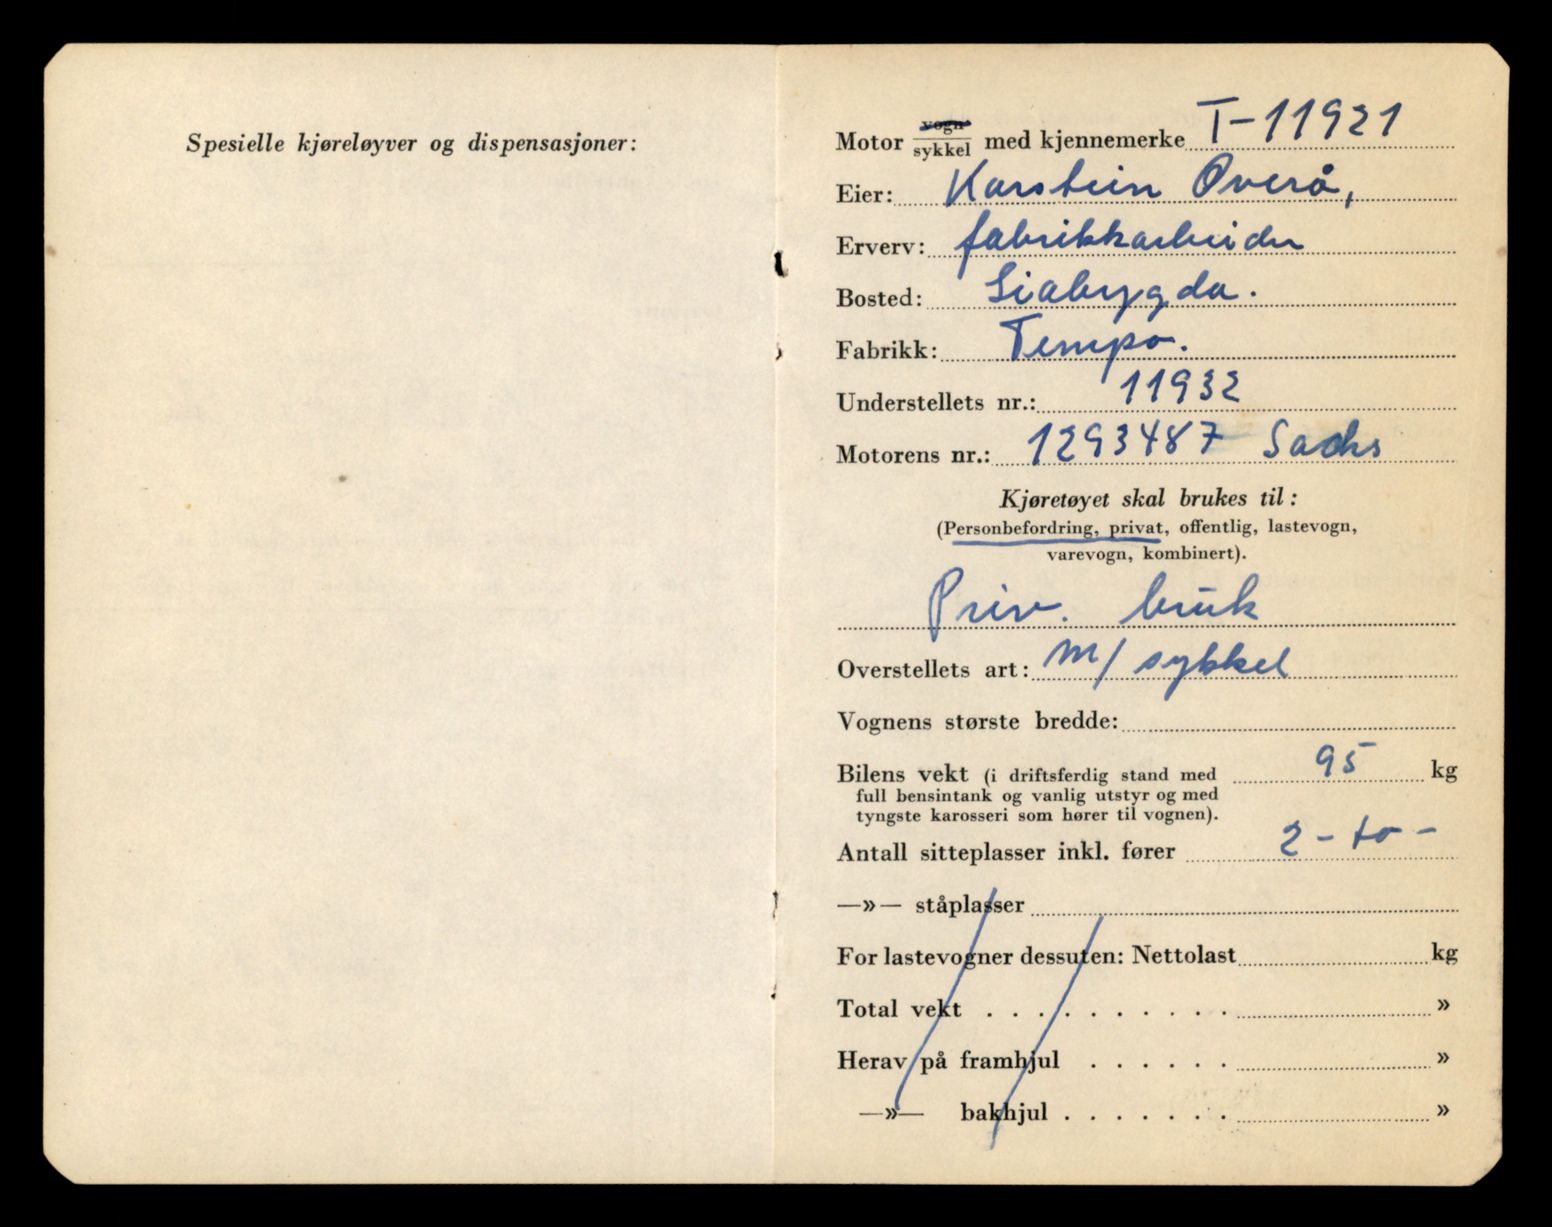 Spesielle kjøreløyver og dispensasjoner:
Motor vogn/sykkel med kjennemerke T-11921
Eier: Karstein Overå,
Erverv: fabrikkarbeider
Bosted: Liabygda.
Fabrikk: Tempo.
Understellets nr.: 11932
Motorens nr.: 1293487 Sachs
Kjøretøyet skal brukes til:
(Personbefordring, privat, offentlig, lastevogn,
varevogn, kombinert).
Priv. bruk
Overstellets art: m/sykkel
Vognens største bredde:
Bilens vekt (i driftsferdig stand med 95 kg
full bensintank og vanlig utstyr og med
tyngste karosseri som hører til vognen).
Antall sitteplasser inkl. fører 2 - to -
—»— ståplasser
For lastevogner dessuten: Nettolast kg
Total vekt . . . . . . . . . . »
Herav på framhjul . . . . . . »
—»— bakhjul . . . . . . . »